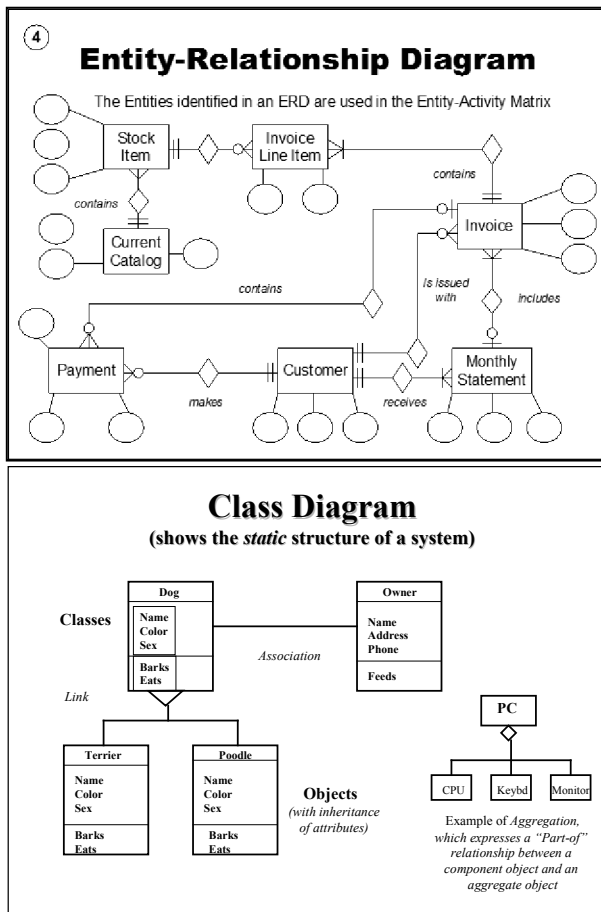 4
Entity-Relationship Diagram
The Entities identified in an ERD are used in the Entity-Activity Matrix
Stock
Item
Invoice
Line Item
contains
contains
Current
Catalog
Invoice
contains
Is issued
with
includes
Payment
makes
Customer
receives
Monthly
Statement
Class Diagram
(shows the static structure of a system)
Classes
Dog
Name
Color
Sex
Barks
Eats
Association
Owner
Name
Address
Phone
Feeds
Link
Terrier
Name
Color
Sex
Barks
Eats
Poodle
Name
Color
Sex
Barks
Eats
Objects
(with inheritance
of attributes)
PC
CPU
Keybd
Monitor
Example of Aggregation,
which expresses a “Part-of”
relationship between a
component object and an
aggregate object